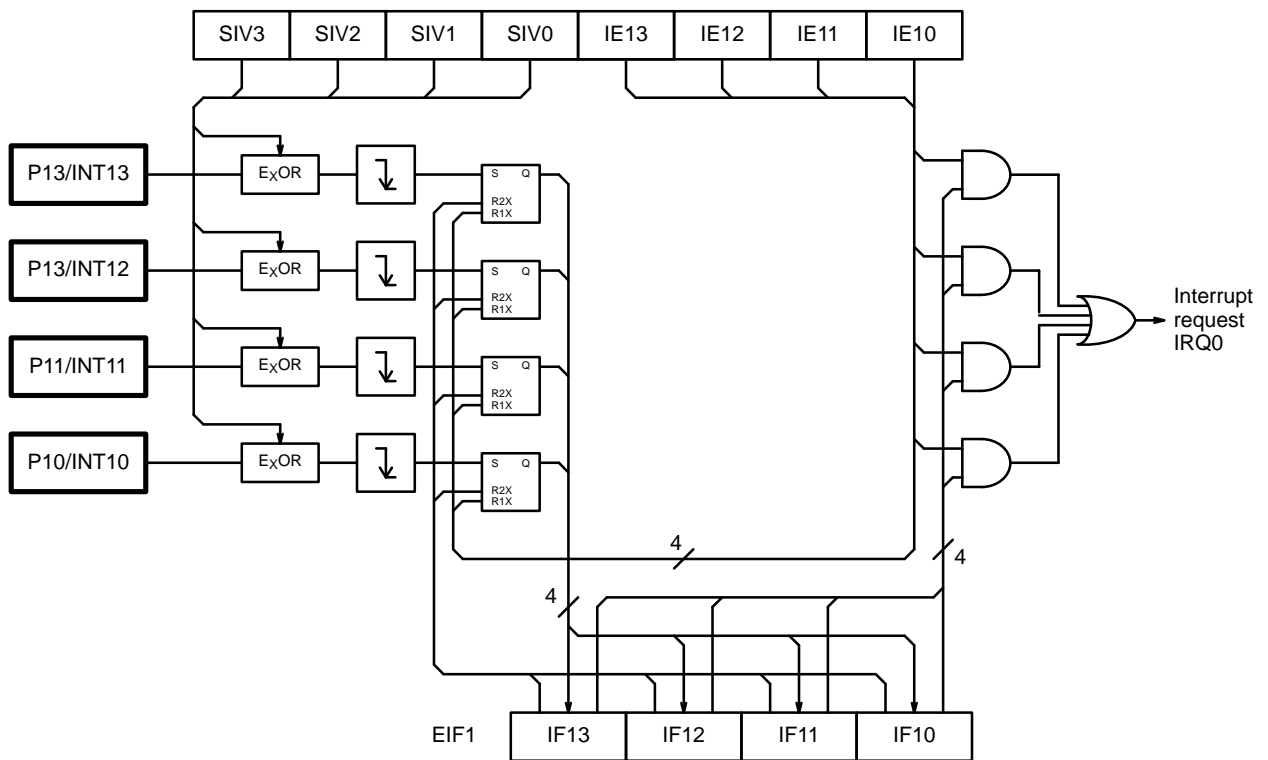 SIV3 SIV2 SIV1 SIV0 IE13 IE12 IE11 IE10
P13/INT13 EXOR S Q
R2X
R1X
P13/INT12 EXOR S Q
R2X
R1X
Interrupt
request
IRQ0
P11/INT11 EXOR S Q
R2X
R1X
P10/INT10 EXOR S Q
R2X
R1X
4
4
4
EIF1 IF13 IF12 IF11 IF10